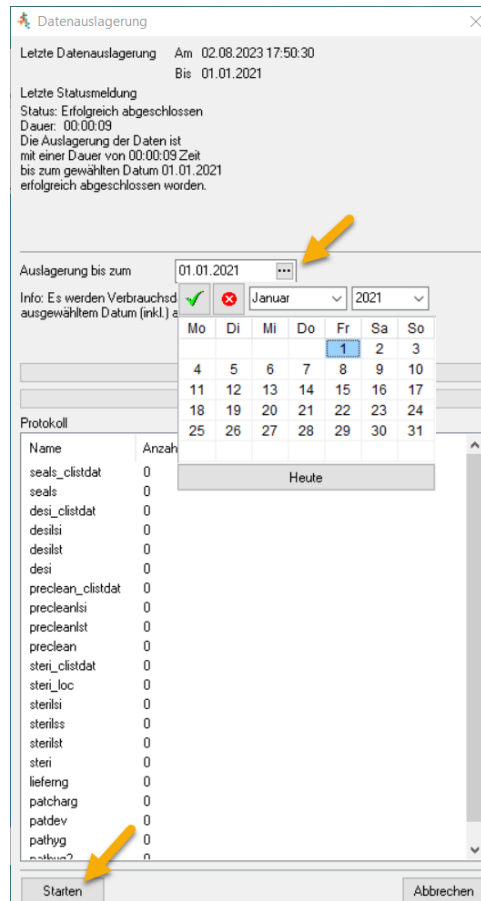 Datenauslagerung
Letzte Datenauslagerung Am 02.08.2023 17:50:30
Bis 01.01.2021
Letzte Statusmeldung
Status: Erfolgreich abgeschlossen
Dauer: 00:00:09
Die Auslagerung der Daten ist
mit einer Dauer von 00:00:09 Zeit
bis zum gewählten Datum 01.01.2021
erfolgreich abgeschlossen worden.
Auslagerung bis zum 01.01.2021 ...
Info: Es werden
ausgewähltem Datum (inkl.)
Januar 2021
Mo Di Mi Do Fr Sa So
1 2 3
4 5 6 7 8 9 10
11 12 13 14 15 16 17
18 19 20 21 22 23 24
25 26 27 28 29 30 31
Heute
Protokoll
Name Anzah
seals_clistdat 0
seals 0
desi_clistdat 0
desilsi 0
desilst 0
desi 0
preclean_clistdat 0
precleanlsi 0
precleanlst 0
preclean 0
steri_clistdat 0
steri_loc 0
sterilsi 0
sterilss 0
sterilst 0
steri 0
lieferng 0
patcharg 0
patdev 0
pathyg 0
Starten Abbrechen